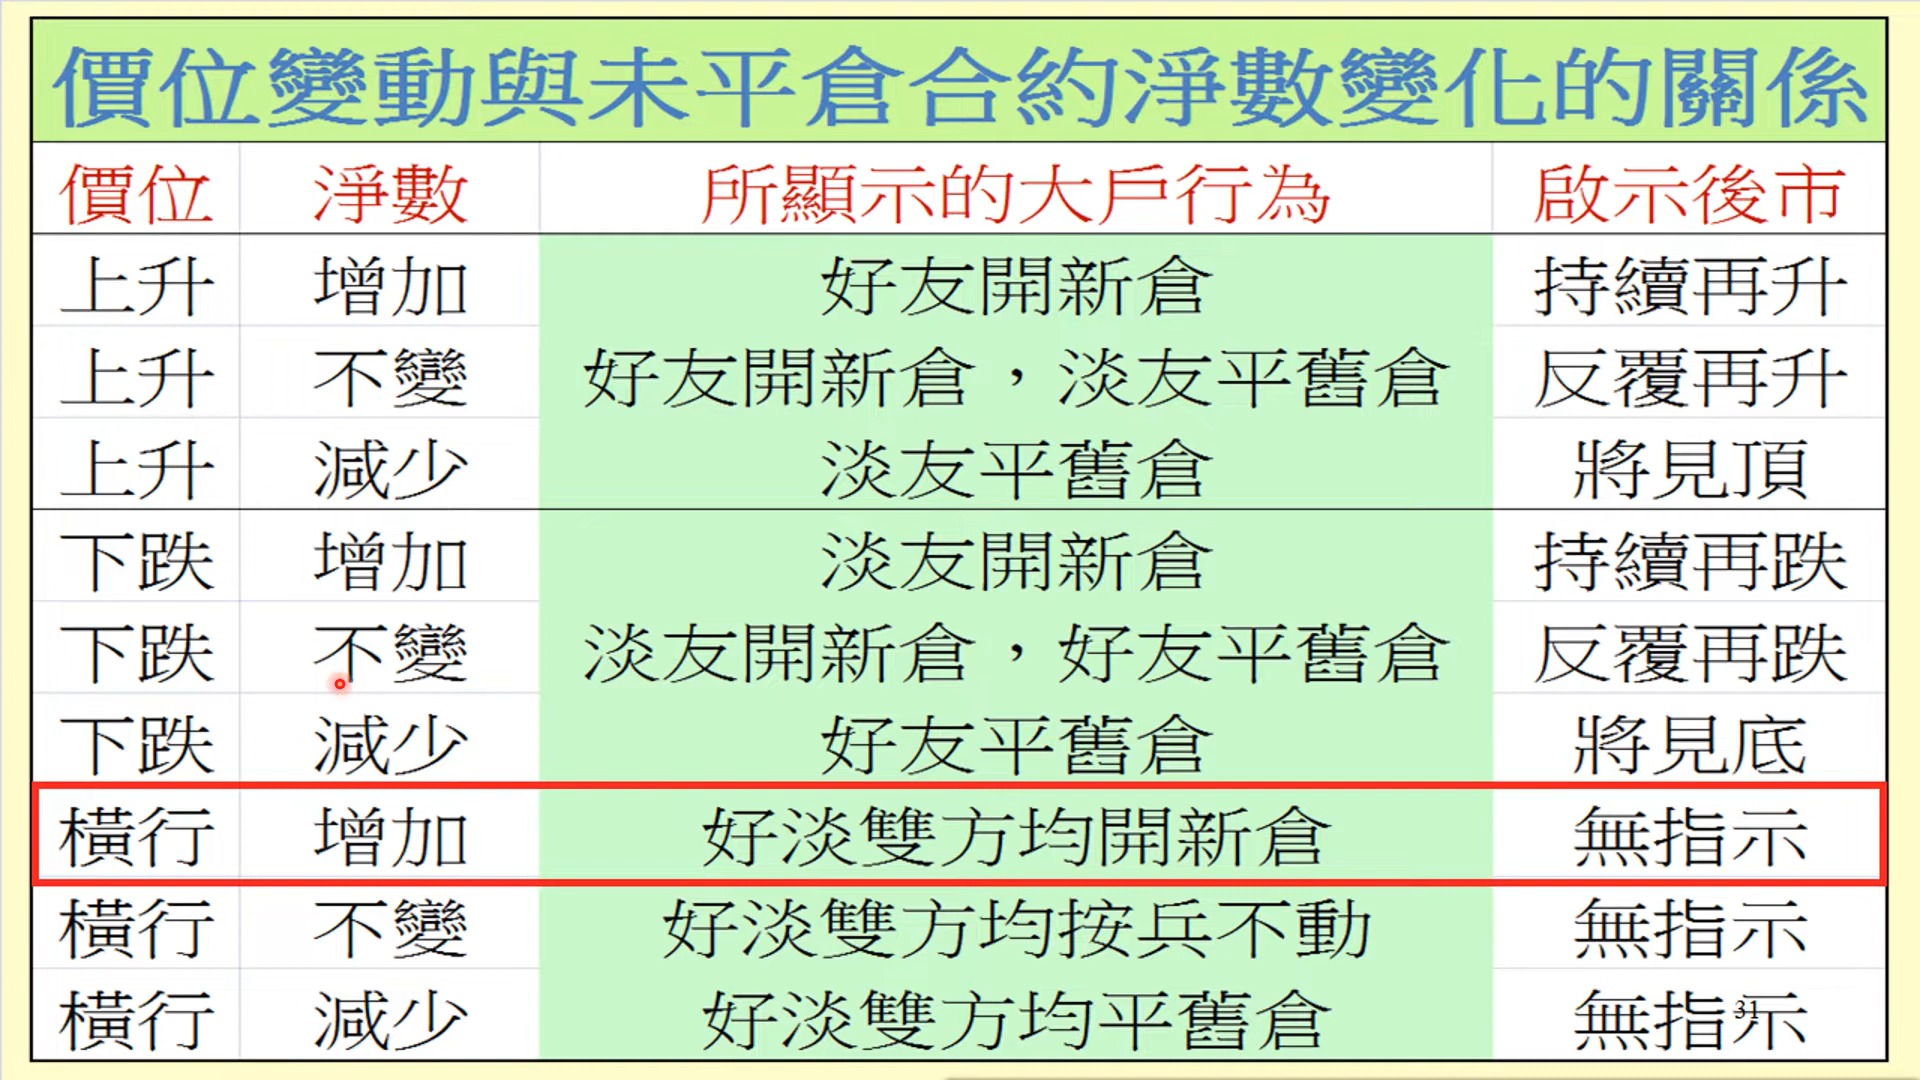 價位變動與未平倉合約淨數變化的關係
價位 淨數 所顯示的大戶行為 啟示後市
上升 增加 好友開新倉 持續再升
上升 不變 好友開新倉，淡友平舊倉 反覆再升
上升 減少 淡友平舊倉 將見頂
下跌 增加 淡友開新倉 持續再跌
下跌 不變 淡友開新倉，好友平舊倉 反覆再跌
下跌 減少 好友平舊倉 將見底
橫行 增加 好淡雙方均開新倉 無指示
橫行 不變 好淡雙方均按兵不動 無指示
橫行 減少 好淡雙方均平舊倉 無指示
31